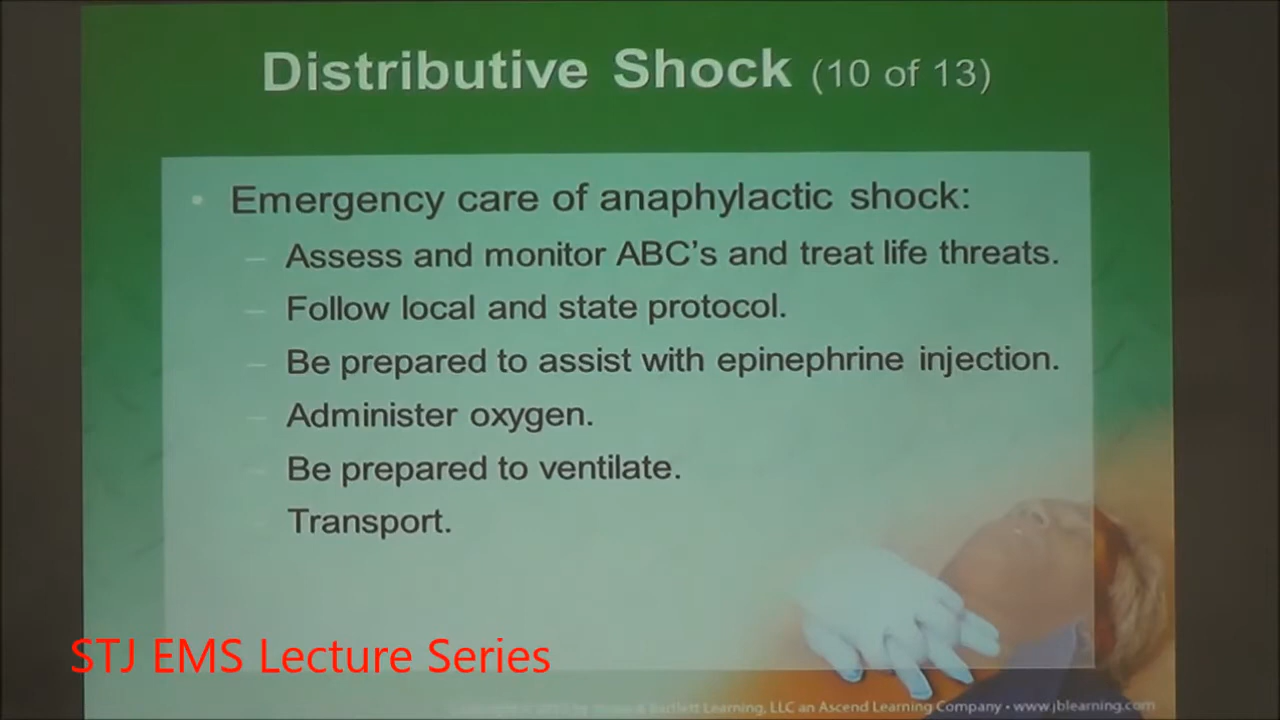 Distributive Shock (10 of 13)
• Emergency care of anaphylactic shock:
– Assess and monitor ABC’s and treat life threats.
– Follow local and state protocol.
– Be prepared to assist with epinephrine injection.
– Administer oxygen.
– Be prepared to ventilate.
– Transport.
STJ EMS Lecture Series
Bartlett Learning, LLC an Ascend Learning Company • www.jblearning.com